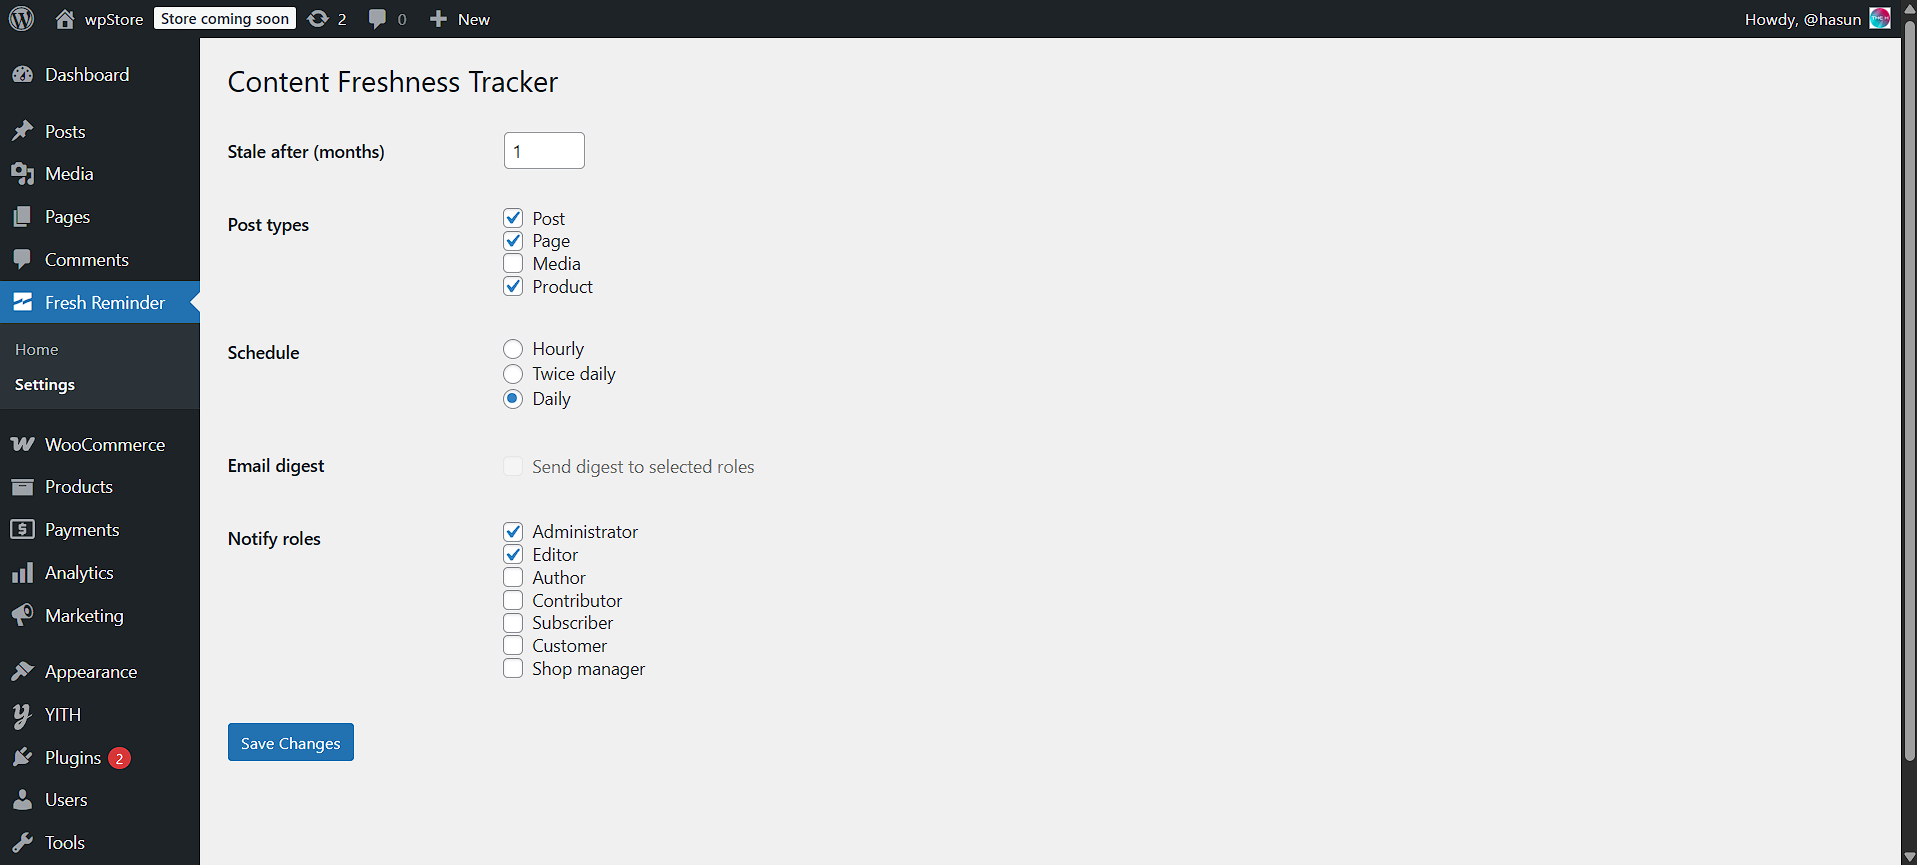 wpStore Store coming soon 2 0 New Howdy, @hasun
Dashboard
Posts
Media
Pages
Comments
Fresh Reminder
Home
Settings
WooCommerce
Products
Payments
Analytics
Marketing
Appearance
YITH
Plugins 2
Users
Tools
Content Freshness Tracker
Stale after (months) 1
Post types
Post
Page
Media
Product
Schedule
Hourly
Twice daily
Daily
Email digest
Send digest to selected roles
Notify roles
Administrator
Editor
Author
Contributor
Subscriber
Customer
Shop manager
Save Changes